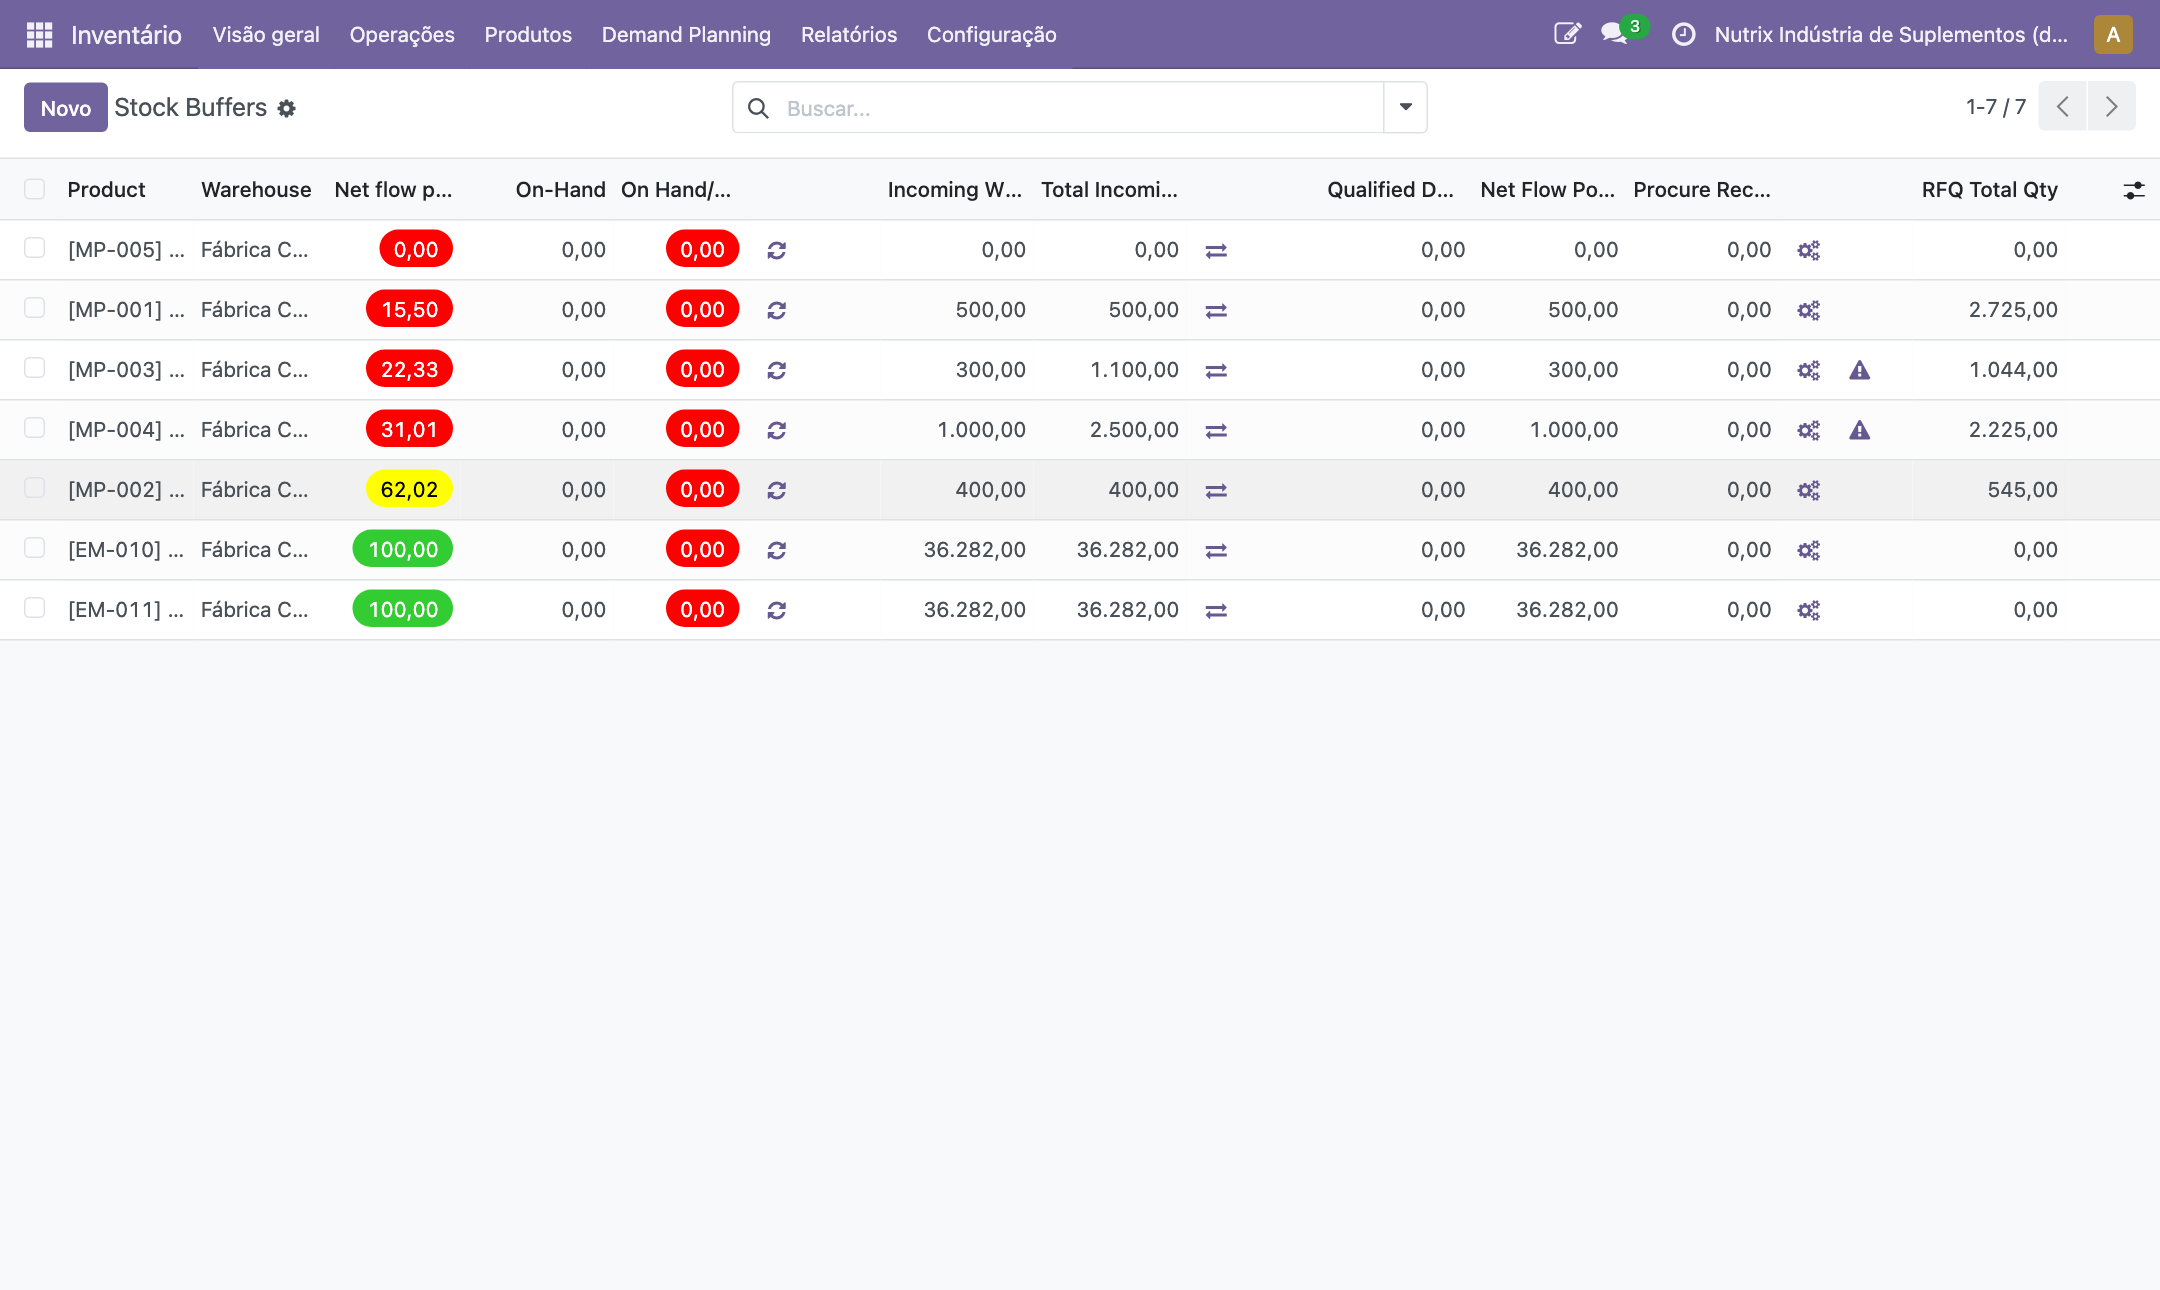 Inventário Visão geral Operações Produtos Demand Planning Relatórios Configuração 3 Nutrix Indústria de Suplementos (d... A
Novo Stock Buffers Buscar... 1-7 / 7
Product Warehouse Net flow p... On-Hand On Hand/... Incoming W... Total Incomi... Qualified D... Net Flow Po... Procure Rec... RFQ Total Qty
[MP-005] ... Fábrica C... 0,00 0,00 0,00 0,00 0,00 0,00 0,00 0,00 0,00
[MP-001] ... Fábrica C... 15,50 0,00 0,00 500,00 500,00 0,00 500,00 0,00 2.725,00
[MP-003] ... Fábrica C... 22,33 0,00 0,00 300,00 1.100,00 0,00 300,00 0,00 1.044,00
[MP-004] ... Fábrica C... 31,01 0,00 0,00 1.000,00 2.500,00 0,00 1.000,00 0,00 2.225,00
[MP-002] ... Fábrica C... 62,02 0,00 0,00 400,00 400,00 0,00 400,00 0,00 545,00
[EM-010] ... Fábrica C... 100,00 0,00 0,00 36.282,00 36.282,00 0,00 36.282,00 0,00 0,00
[EM-011] ... Fábrica C... 100,00 0,00 0,00 36.282,00 36.282,00 0,00 36.282,00 0,00 0,00